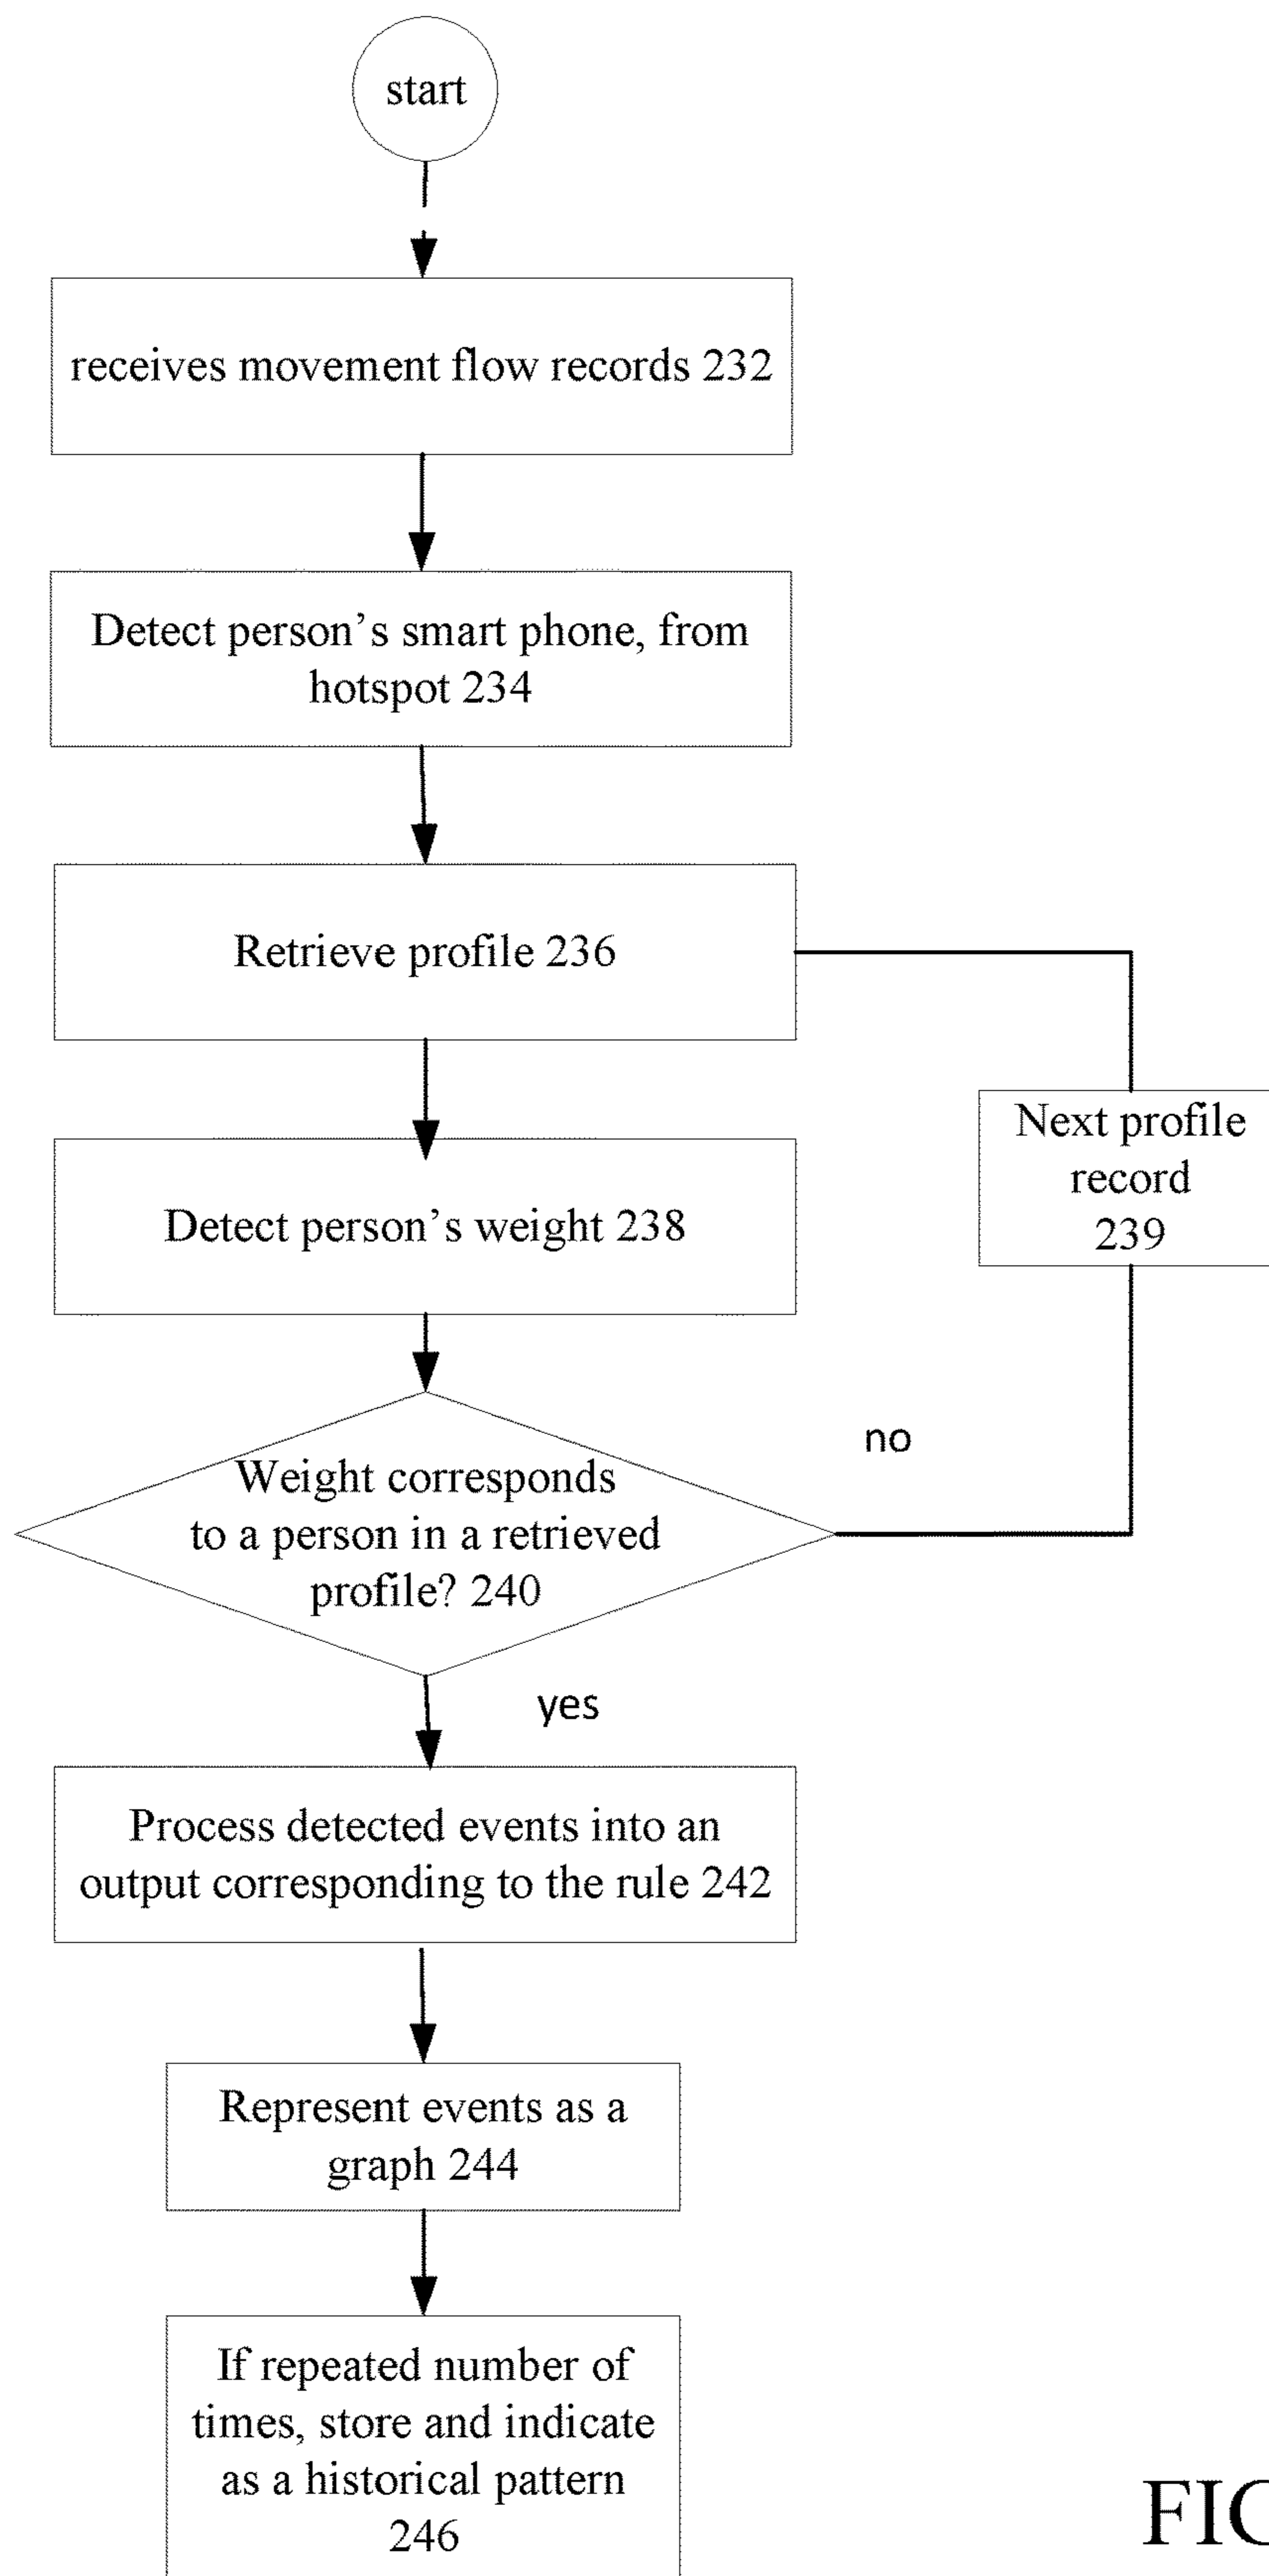 start
receives movement flow records 232
Detect person’s smart phone, from
hotspot 234
Retrieve profile 236
Next profile
record
239
Detect person’s weight 238
Weight corresponds
to a person in a retrieved
profile? 240
no
yes
Process detected events into an
output corresponding to the rule 242
Represent events as a
graph 244
If repeated number of
times, store and indicate
as a historical pattern
246
FIG